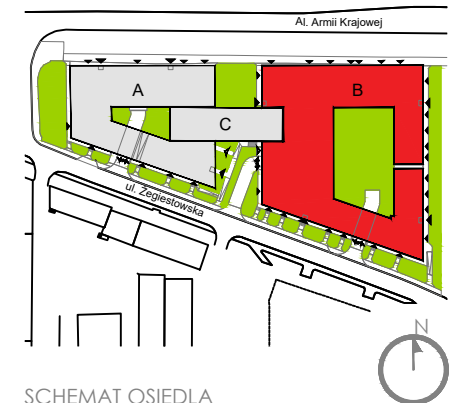 Al. Armii Krajowej
A
B
C
ul. Żegiestowska
N
SCHEMAT OSIEDLA